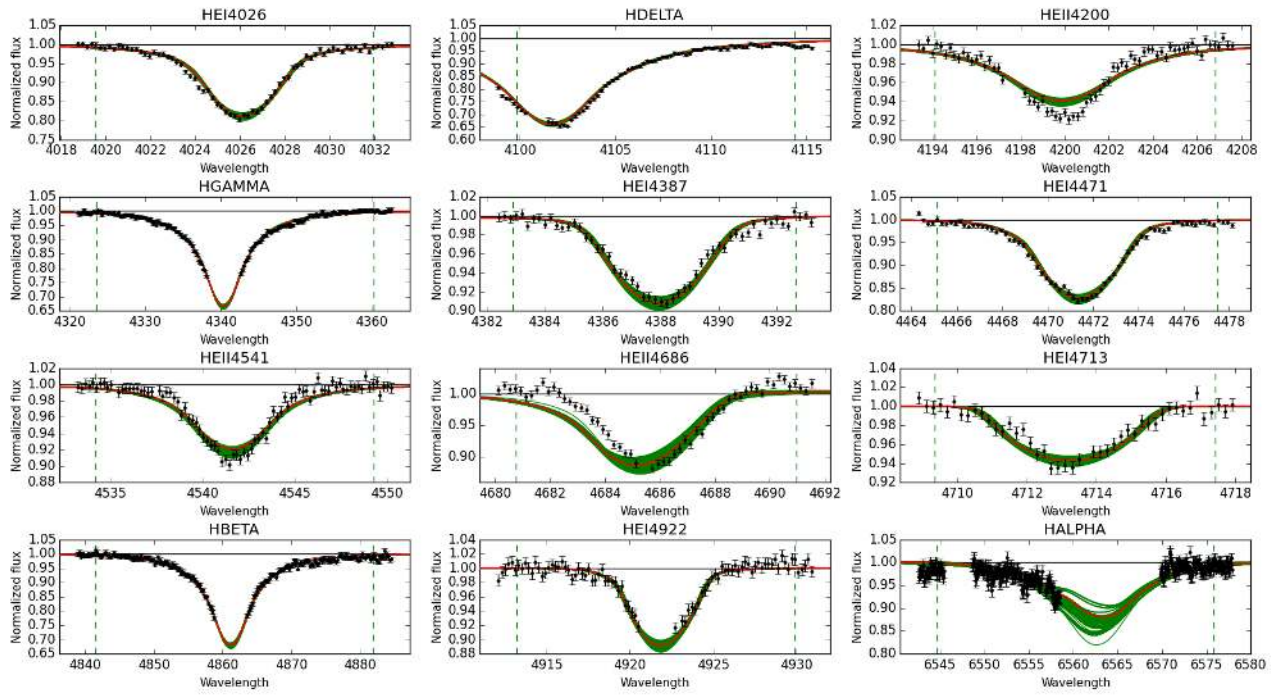 HEI4026
Normalized flux
1.05
1.00
0.95
0.90
0.85
0.80
0.75
4018 4020 4022 4024 4026 4028 4030 4032
Wavelength
HDELTA
Normalized flux
1.05
1.00
0.95
0.90
0.85
0.80
0.75
0.70
0.65
0.60
4100 4105 4110 4115
Wavelength
HEII4200
Normalized flux
1.02
1.00
0.98
0.96
0.94
0.92
0.90
4194 4196 4198 4200 4202 4204 4206 4208
Wavelength
HGAMMA
Normalized flux
1.05
1.00
0.95
0.90
0.85
0.80
0.75
0.70
0.65
4320 4330 4340 4350 4360
Wavelength
HEI4387
Normalized flux
1.02
1.00
0.98
0.96
0.94
0.92
0.90
4382 4384 4386 4388 4390 4392
Wavelength
HEI4471
Normalized flux
1.05
1.00
0.95
0.90
0.85
0.80
4464 4466 4468 4470 4472 4474 4476 4478
Wavelength
HEII4541
Normalized flux
1.02
1.00
0.98
0.96
0.94
0.92
0.90
0.88
4535 4540 4545 4550
Wavelength
HEII4686
Normalized flux
1.00
0.95
0.90
4680 4682 4684 4686 4688 4690 4692
Wavelength
HEI4713
Normalized flux
1.04
1.02
1.00
0.98
0.96
0.94
0.92
4710 4712 4714 4716 4718
Wavelength
HBETA
Normalized flux
1.05
1.00
0.95
0.90
0.85
0.80
0.75
0.70
0.65
4840 4850 4860 4870 4880
Wavelength
HEI4922
Normalized flux
1.04
1.02
1.00
0.98
0.96
0.94
0.92
0.90
0.88
4915 4920 4925 4930
Wavelength
HALPHA
Normalized flux
1.05
1.00
0.95
0.90
0.85
0.80
6545 6550 6555 6560 6565 6570 6575 6580
Wavelength